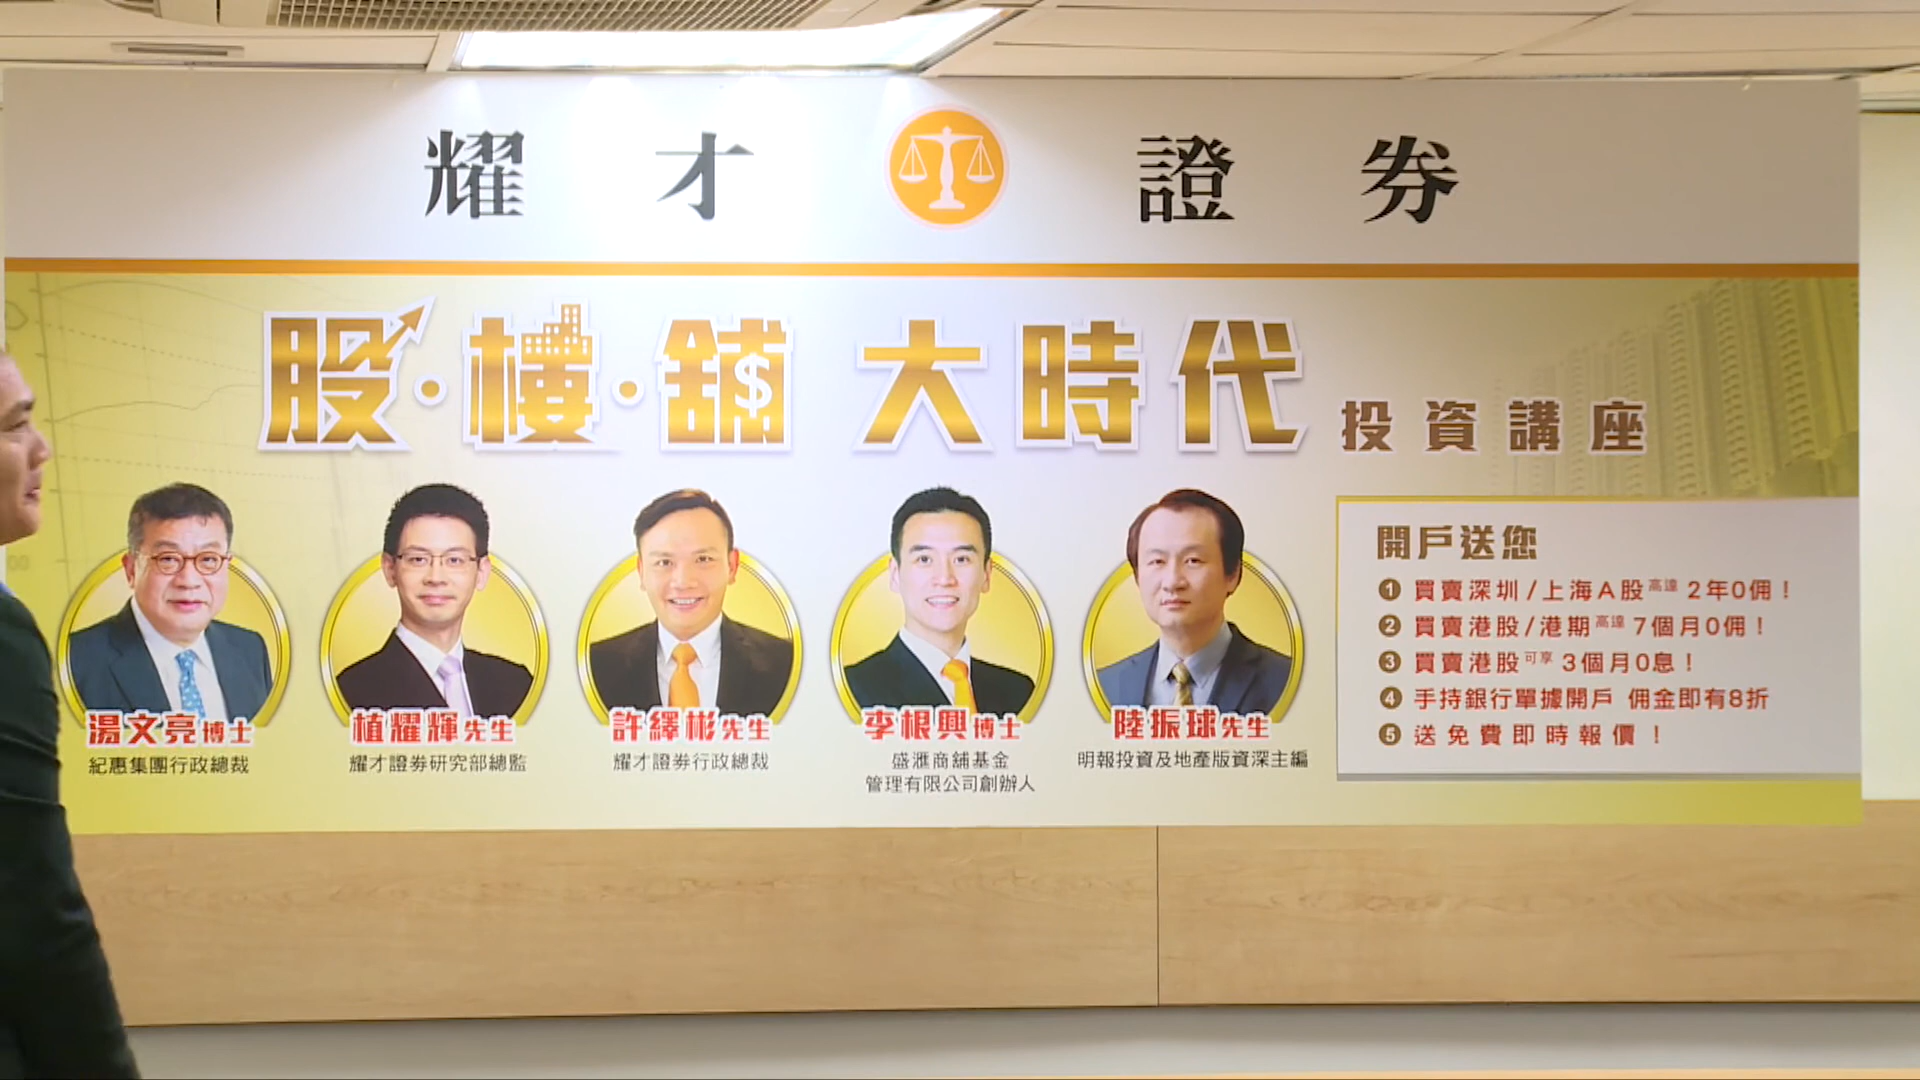 耀才證券
股·樓·舖 大時代 投資講座
湯文亮博士
紀惠集團行政總裁
植耀輝先生
耀才證券研究部總監
許繹彬先生
耀才證券行政總裁
李根興博士
盛滙商舖基金
管理有限公司創辦人
陸振球先生
明報投資及地產版資深主編
開戶送您
1 買賣深圳/上海A股高達2年0佣！
2 買賣港股/港期高達7個月0佣！
3 買賣港股可享3個月0息！
4 手持銀行單據開戶 佣金即有8折
5 送免費即時報價！